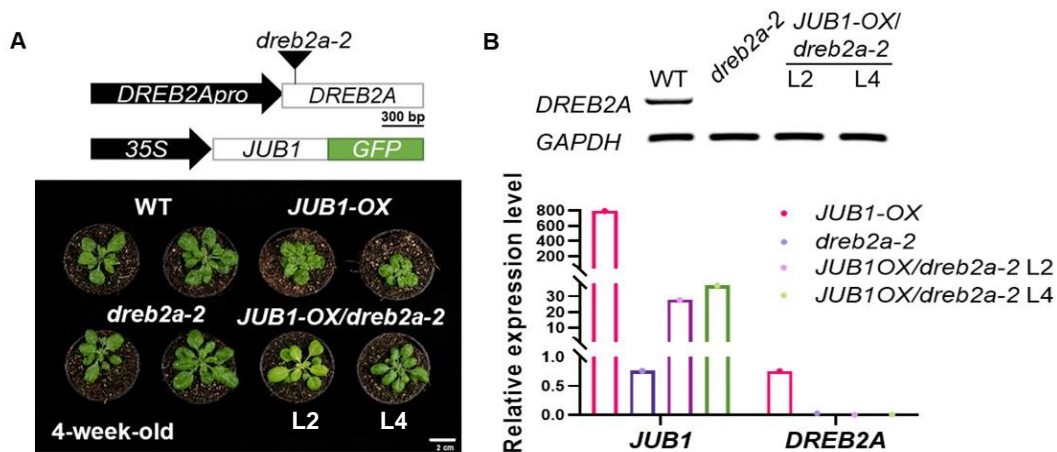 A
dreb2a-2
DREB2Apro
DREB2A
300 bp
35S
JUB1
GFP
WT
JUB1-OX
dreb2a-2
JUB1-OX/dreb2a-2
L2
L4
4-week-old
2 cm
B
WT
dreb2a-2
JUB1-OX/
dreb2a-2
L2
L4
DREB2A
GAPDH
Relative expression level
800
600
400
200
30
20
10
1.0
0.5
0.0
JUB1
DREB2A
JUB1-OX
dreb2a-2
JUB1OX/dreb2a-2 L2
JUB1OX/dreb2a-2 L4